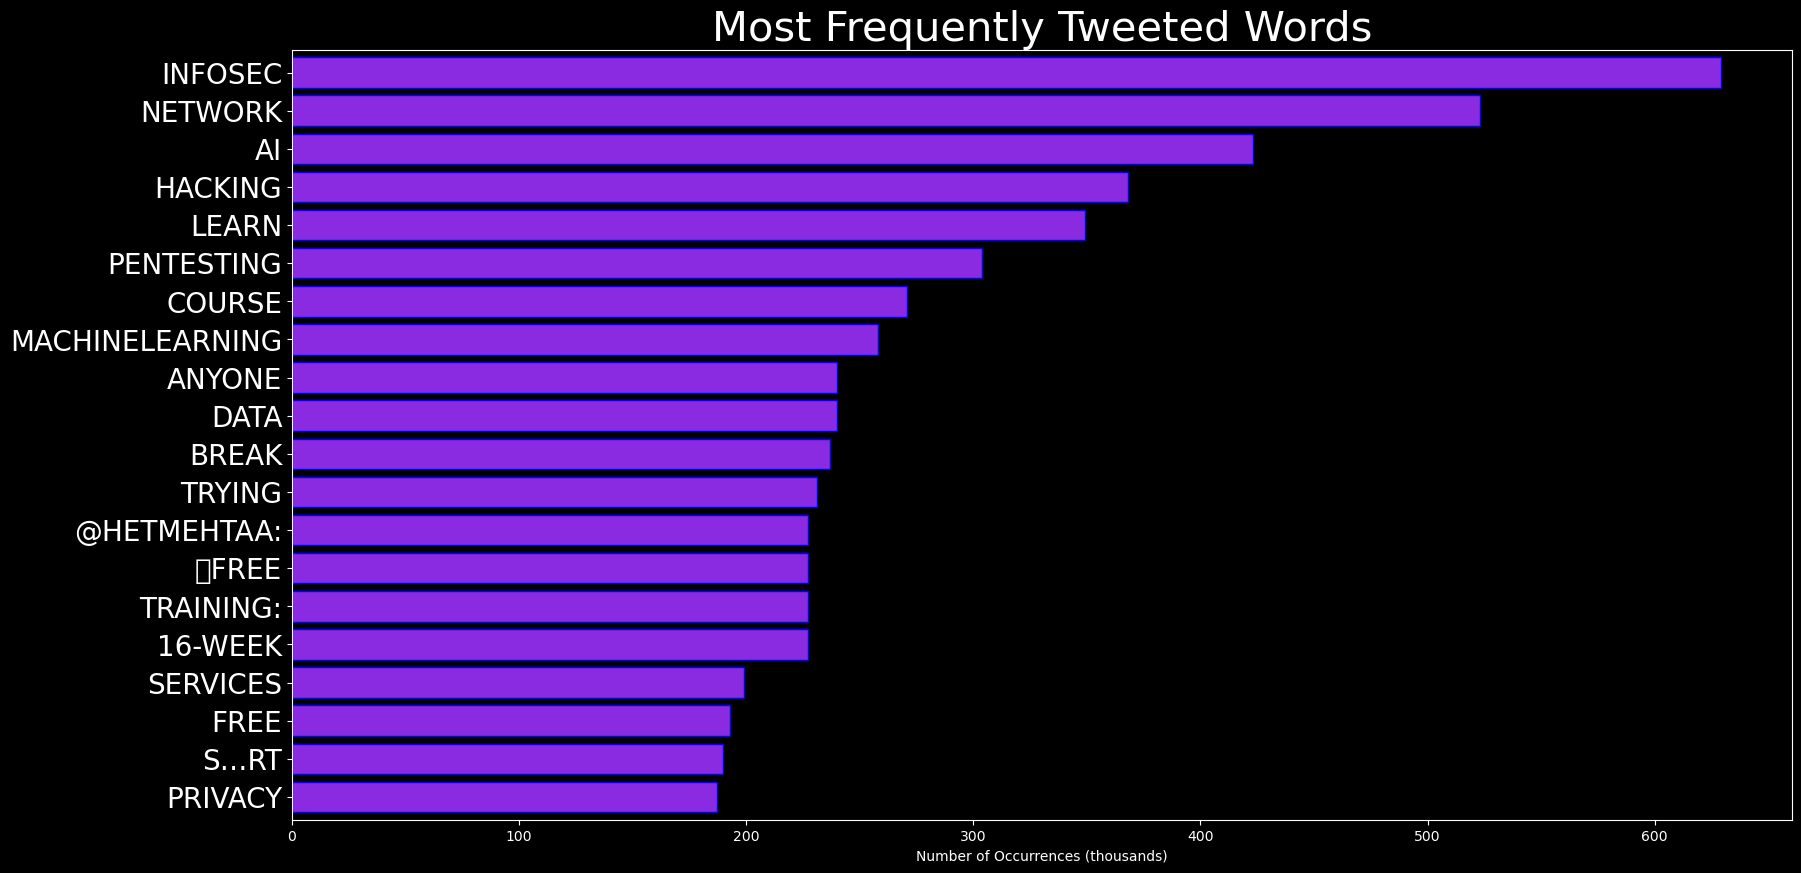 Most Frequently Tweeted Words
INFOSEC
NETWORK
AI
HACKING
LEARN
PENTESTING
COURSE
MACHINELEARNING
ANYONE
DATA
BREAK
TRYING
@HETMEHTAA:
▯FREE
TRAINING:
16-WEEK
SERVICES
FREE
S…RT
PRIVACY
0 100 200 300 400 500 600
Number of Occurrences (thousands)